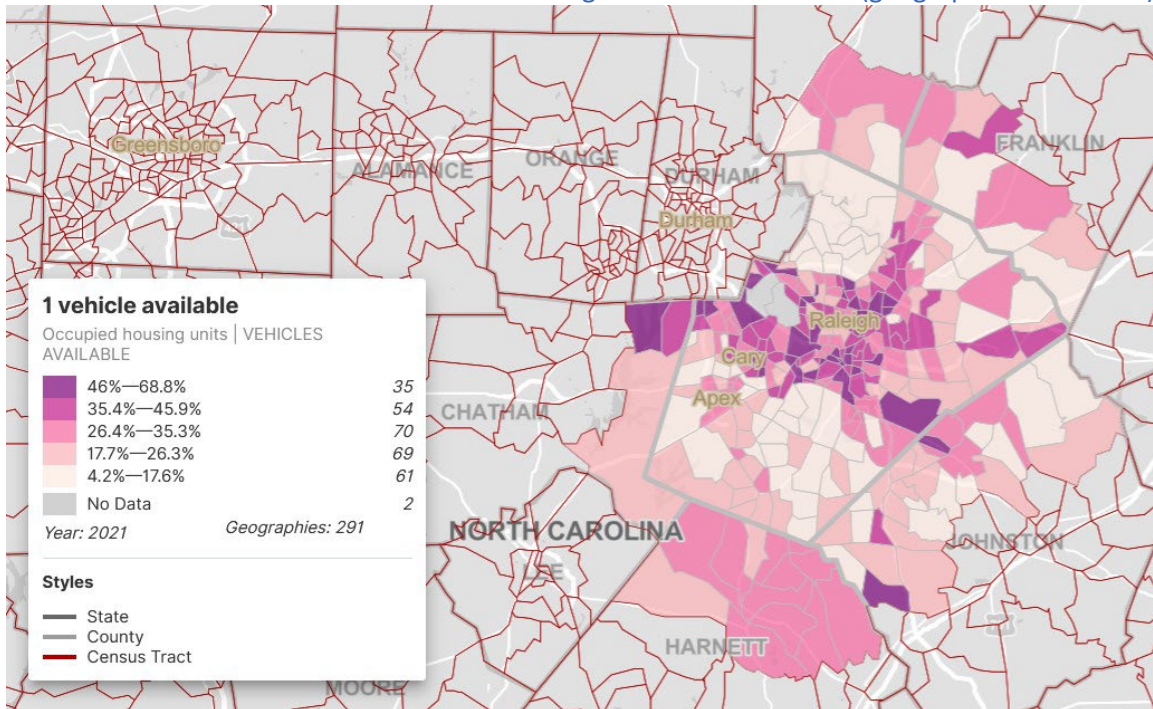 Greensboro
ALAMANCE
ORANGE
DURHAM
FRANKLIN
Durham
Raleigh
Cary
Apex
CHATHAM
NORTH CAROLINA
LEE
JOHNSTON
HARNETT
MOORE
1 vehicle available
Occupied housing units | VEHICLES
AVAILABLE
46%—68.8% 35
35.4%—45.9% 54
26.4%—35.3% 70
17.7%—26.3% 69
4.2%—17.6% 61
No Data 2
Year: 2021 Geographies: 291
Styles
State
County
Census Tract